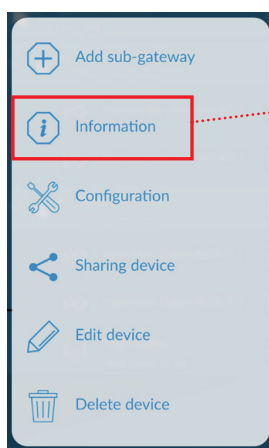 Add sub-gateway
Information
Configuration
Sharing device
Edit device
Delete device